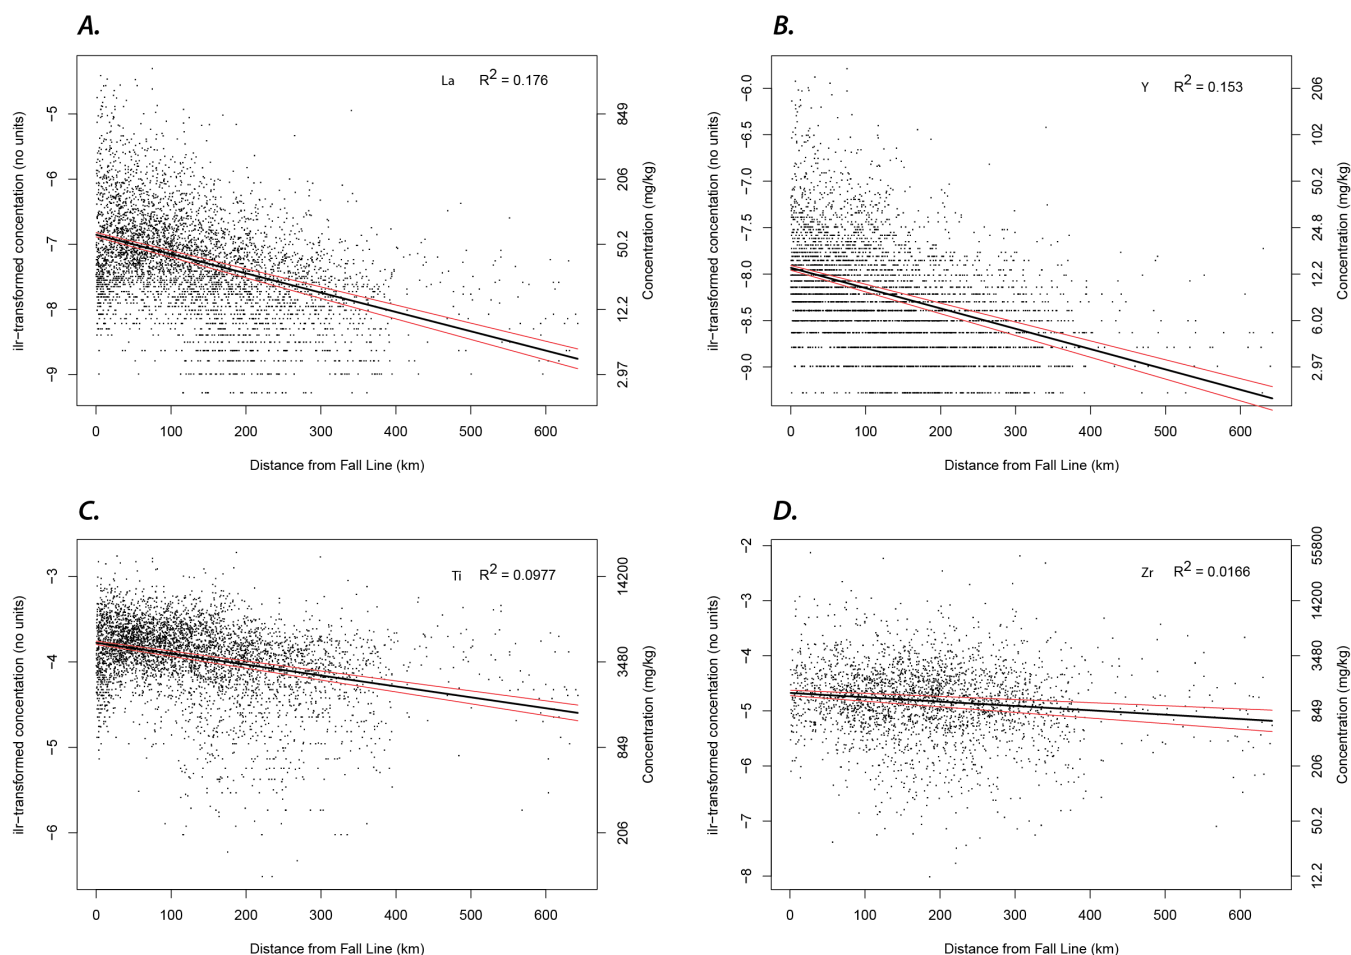 A.
La R2 = 0.176
ilr−transformed concentation (no units)
−5
−6
−7
−8
−9
849
206
50.2
12.2
2.97
Concentration (mg/kg)
0 100 200 300 400 500 600
Distance from Fall Line (km)
B.
Y R2 = 0.153
ilr−transformed concentation (no units)
−6.0
−6.5
−7.0
−7.5
−8.0
−8.5
−9.0
206
102
50.2
24.8
12.2
6.02
2.97
Concentration (mg/kg)
0 100 200 300 400 500 600
Distance from Fall Line (km)
C.
Ti R2 = 0.0977
ilr−transformed concentation (no units)
−3
−4
−5
−6
14200
3480
849
206
Concentration (mg/kg)
0 100 200 300 400 500 600
Distance from Fall Line (km)
D.
Zr R2 = 0.0166
ilr−transformed concentation (no units)
−2
−3
−4
−5
−6
−7
−8
55800
14200
3480
849
206
50.2
12.2
Concentration (mg/kg)
0 100 200 300 400 500 600
Distance from Fall Line (km)